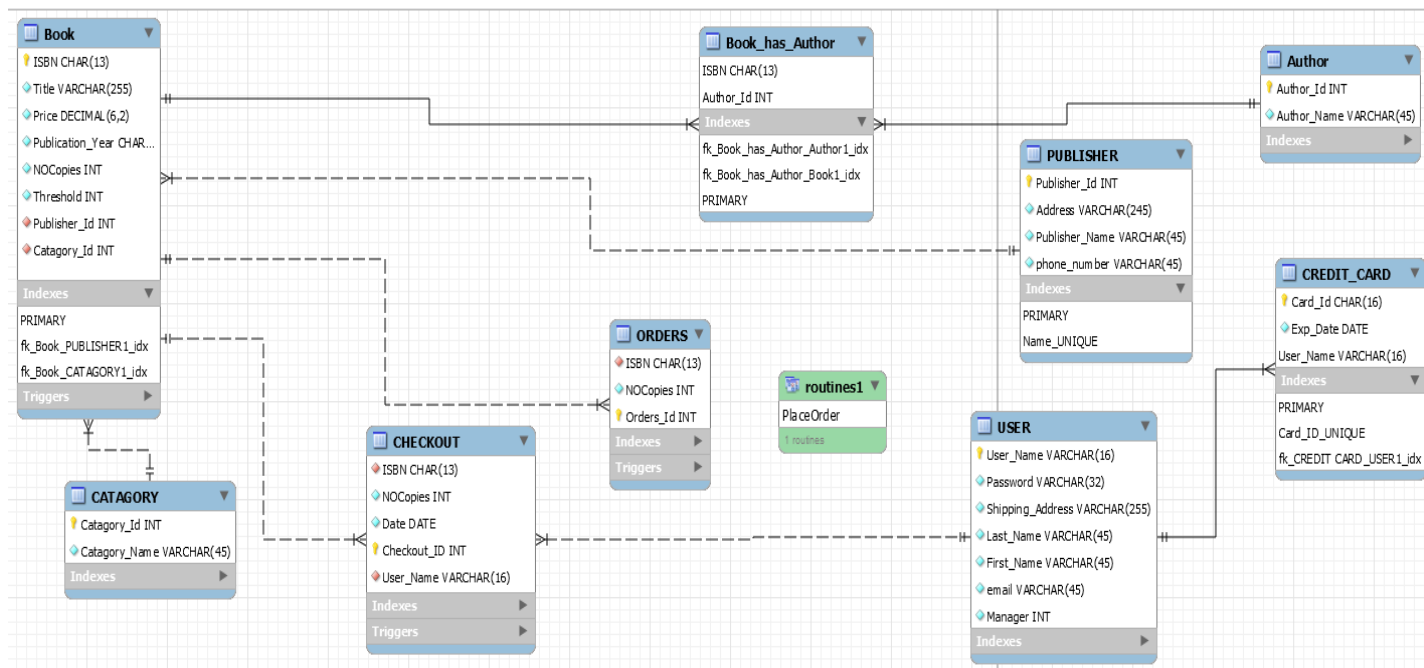 Book
ISBN CHAR(13)
Title VARCHAR(255)
Price DECIMAL(6,2)
Publication_Year CHAR...
NOCopies INT
Threshold INT
Publisher_Id INT
Catagory_Id INT
Indexes
PRIMARY
fk_Book_PUBLISHER1_idx
fk_Book_CATAGORY1_idx
Triggers
Book_has_Author
ISBN CHAR(13)
Author_Id INT
Indexes
fk_Book_has_Author_Author1_idx
fk_Book_has_Author_Book1_idx
PRIMARY
Author
Author_Id INT
Author_Name VARCHAR(45)
Indexes
PUBLISHER
Publisher_Id INT
Address VARCHAR(245)
Publisher_Name VARCHAR(45)
phone_number VARCHAR(45)
Indexes
PRIMARY
Name_UNIQUE
CREDIT_CARD
Card_Id CHAR(16)
Exp_Date DATE
User_Name VARCHAR(16)
Indexes
PRIMARY
Card_ID_UNIQUE
fk_CREDIT CARD_USER1_idx
ORDERS
ISBN CHAR(13)
NOCopies INT
Orders_Id INT
Indexes
Triggers
routines1
PlaceOrder
1 routines
CATAGORY
Catagory_Id INT
Catagory_Name VARCHAR(45)
Indexes
CHECKOUT
ISBN CHAR(13)
NOCopies INT
Date DATE
Checkout_ID INT
User_Name VARCHAR(16)
Indexes
Triggers
USER
User_Name VARCHAR(16)
Password VARCHAR(32)
Shipping_Address VARCHAR(255)
Last_Name VARCHAR(45)
First_Name VARCHAR(45)
email VARCHAR(45)
Manager INT
Indexes